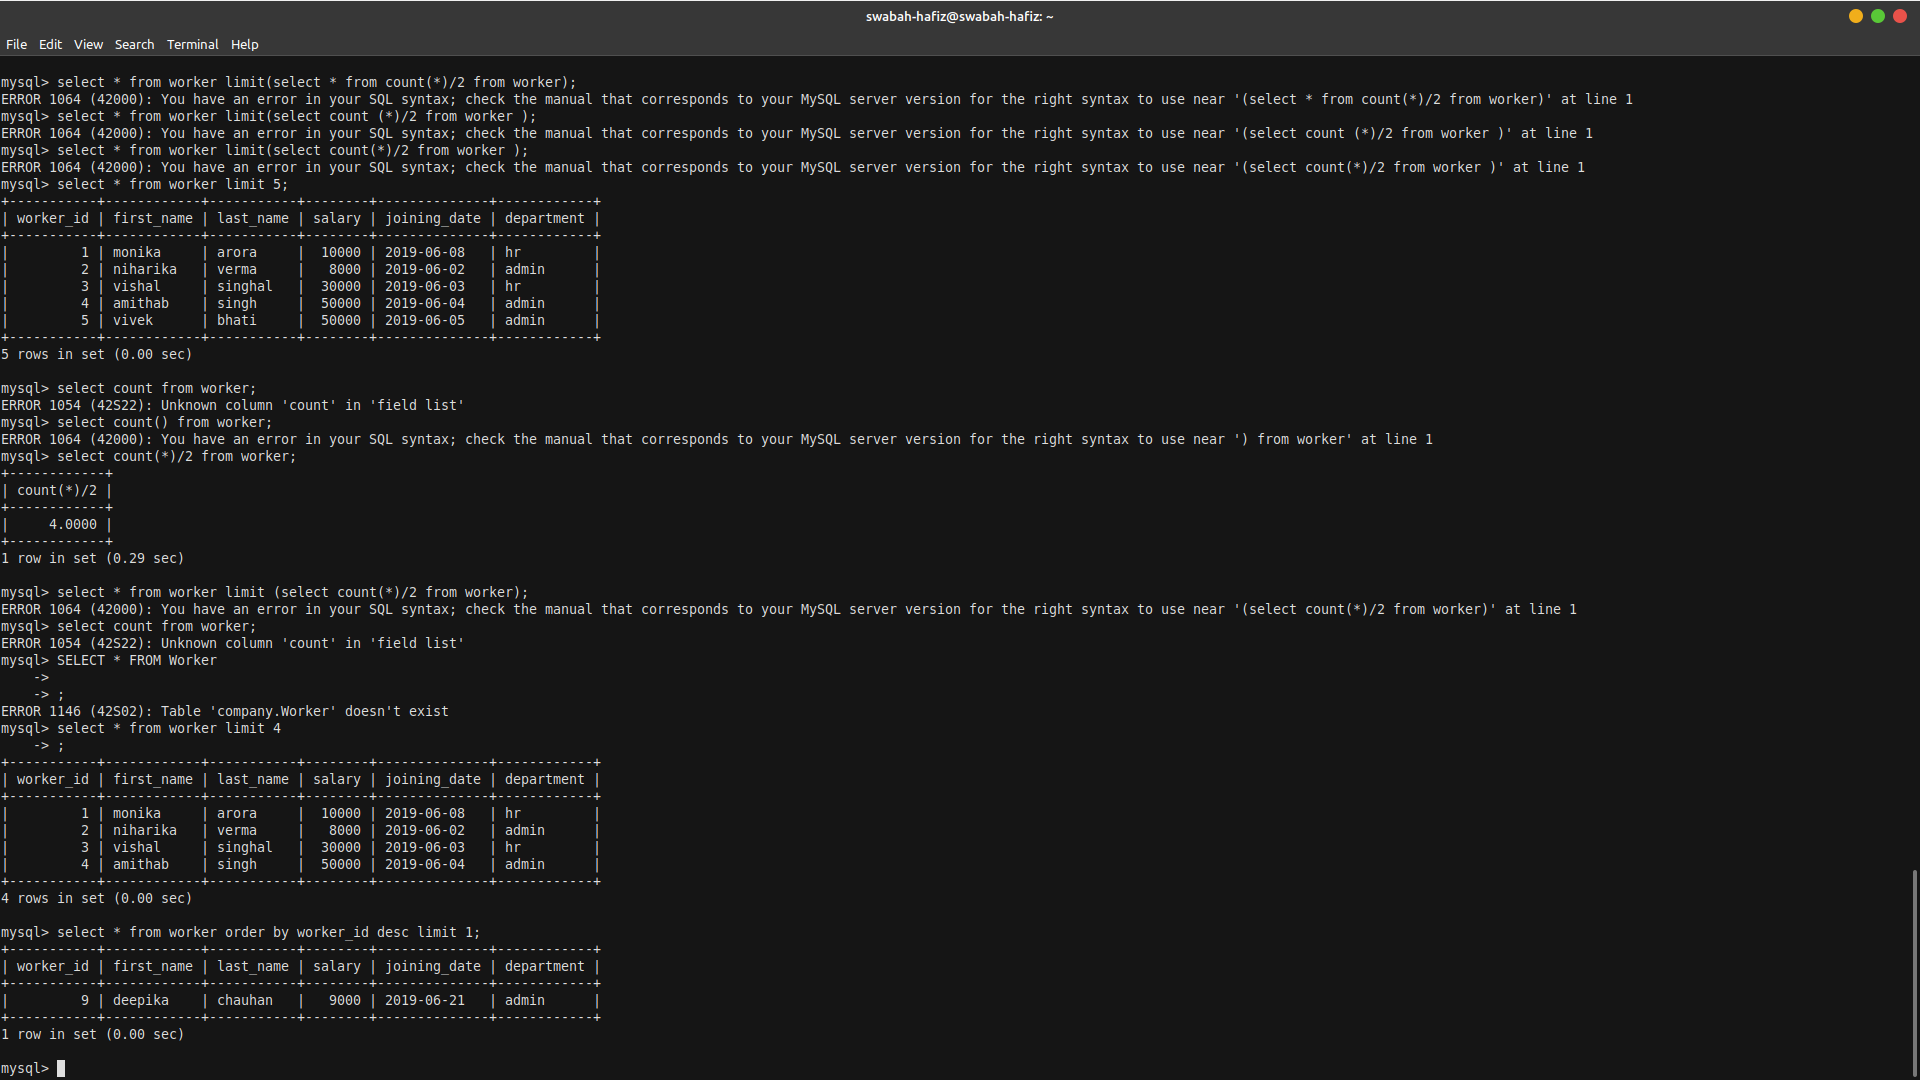 swabah-hafiz@swabah-hafiz: ~
File Edit View Search Terminal Help
mysql> select * from worker limit(select * from count(*)/2 from worker);
ERROR 1064 (42000): You have an error in your SQL syntax; check the manual that corresponds to your MySQL server version for the right syntax to use near '(select * from count(*)/2 from worker)' at line 1
mysql> select * from worker limit(select count (*)/2 from worker );
ERROR 1064 (42000): You have an error in your SQL syntax; check the manual that corresponds to your MySQL server version for the right syntax to use near '(select count (*)/2 from worker )' at line 1
mysql> select * from worker limit(select count(*)/2 from worker );
ERROR 1064 (42000): You have an error in your SQL syntax; check the manual that corresponds to your MySQL server version for the right syntax to use near '(select count(*)/2 from worker )' at line 1
mysql> select * from worker limit 5;
+-----------+------------+-----------+--------+--------------+------------+
| worker_id | first_name | last_name | salary | joining_date | department |
+-----------+------------+-----------+--------+--------------+------------+
|         1 | monika     | arora     |  10000 | 2019-06-08   | hr         |
|         2 | niharika   | verma     |   8000 | 2019-06-02   | admin      |
|         3 | vishal     | singhal   |  30000 | 2019-06-03   | hr         |
|         4 | amithab    | singh     |  50000 | 2019-06-04   | admin      |
|         5 | vivek      | bhati     |  50000 | 2019-06-05   | admin      |
+-----------+------------+-----------+--------+--------------+------------+
5 rows in set (0.00 sec)
mysql> select count from worker;
ERROR 1054 (42S22): Unknown column 'count' in 'field list'
mysql> select count() from worker;
ERROR 1064 (42000): You have an error in your SQL syntax; check the manual that corresponds to your MySQL server version for the right syntax to use near ') from worker' at line 1
mysql> select count(*)/2 from worker;
+------------+
| count(*)/2 |
+------------+
|     4.0000 |
+------------+
1 row in set (0.29 sec)
mysql> select * from worker limit (select count(*)/2 from worker);
ERROR 1064 (42000): You have an error in your SQL syntax; check the manual that corresponds to your MySQL server version for the right syntax to use near '(select count(*)/2 from worker)' at line 1
mysql> select count from worker;
ERROR 1054 (42S22): Unknown column 'count' in 'field list'
mysql> SELECT * FROM Worker
    ->
    -> ;
ERROR 1146 (42S02): Table 'company.Worker' doesn't exist
mysql> select * from worker limit 4
    -> ;
+-----------+------------+-----------+--------+--------------+------------+
| worker_id | first_name | last_name | salary | joining_date | department |
+-----------+------------+-----------+--------+--------------+------------+
|         1 | monika     | arora     |  10000 | 2019-06-08   | hr         |
|         2 | niharika   | verma     |   8000 | 2019-06-02   | admin      |
|         3 | vishal     | singhal   |  30000 | 2019-06-03   | hr         |
|         4 | amithab    | singh     |  50000 | 2019-06-04   | admin      |
+-----------+------------+-----------+--------+--------------+------------+
4 rows in set (0.00 sec)
mysql> select * from worker order by worker_id desc limit 1;
+-----------+------------+-----------+--------+--------------+------------+
| worker_id | first_name | last_name | salary | joining_date | department |
+-----------+------------+-----------+--------+--------------+------------+
|         9 | deepika    | chauhan   |   9000 | 2019-06-21   | admin      |
+-----------+------------+-----------+--------+--------------+------------+
1 row in set (0.00 sec)
mysql>